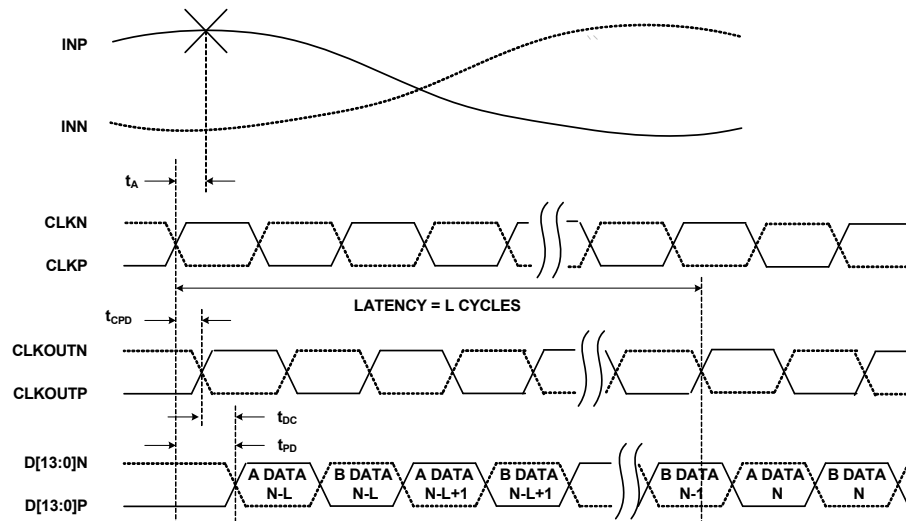 INP
INN
tA
CLKN
CLKP
LATENCY = L CYCLES
tCPD
CLKOUTN
CLKOUTP
tDC
tPD
D[13:0]N
D[13:0]P
A DATA
N-L
B DATA
N-L
A DATA
N-L+1
B DATA
N-L+1
B DATA
N-1
A DATA
N
B DATA
N